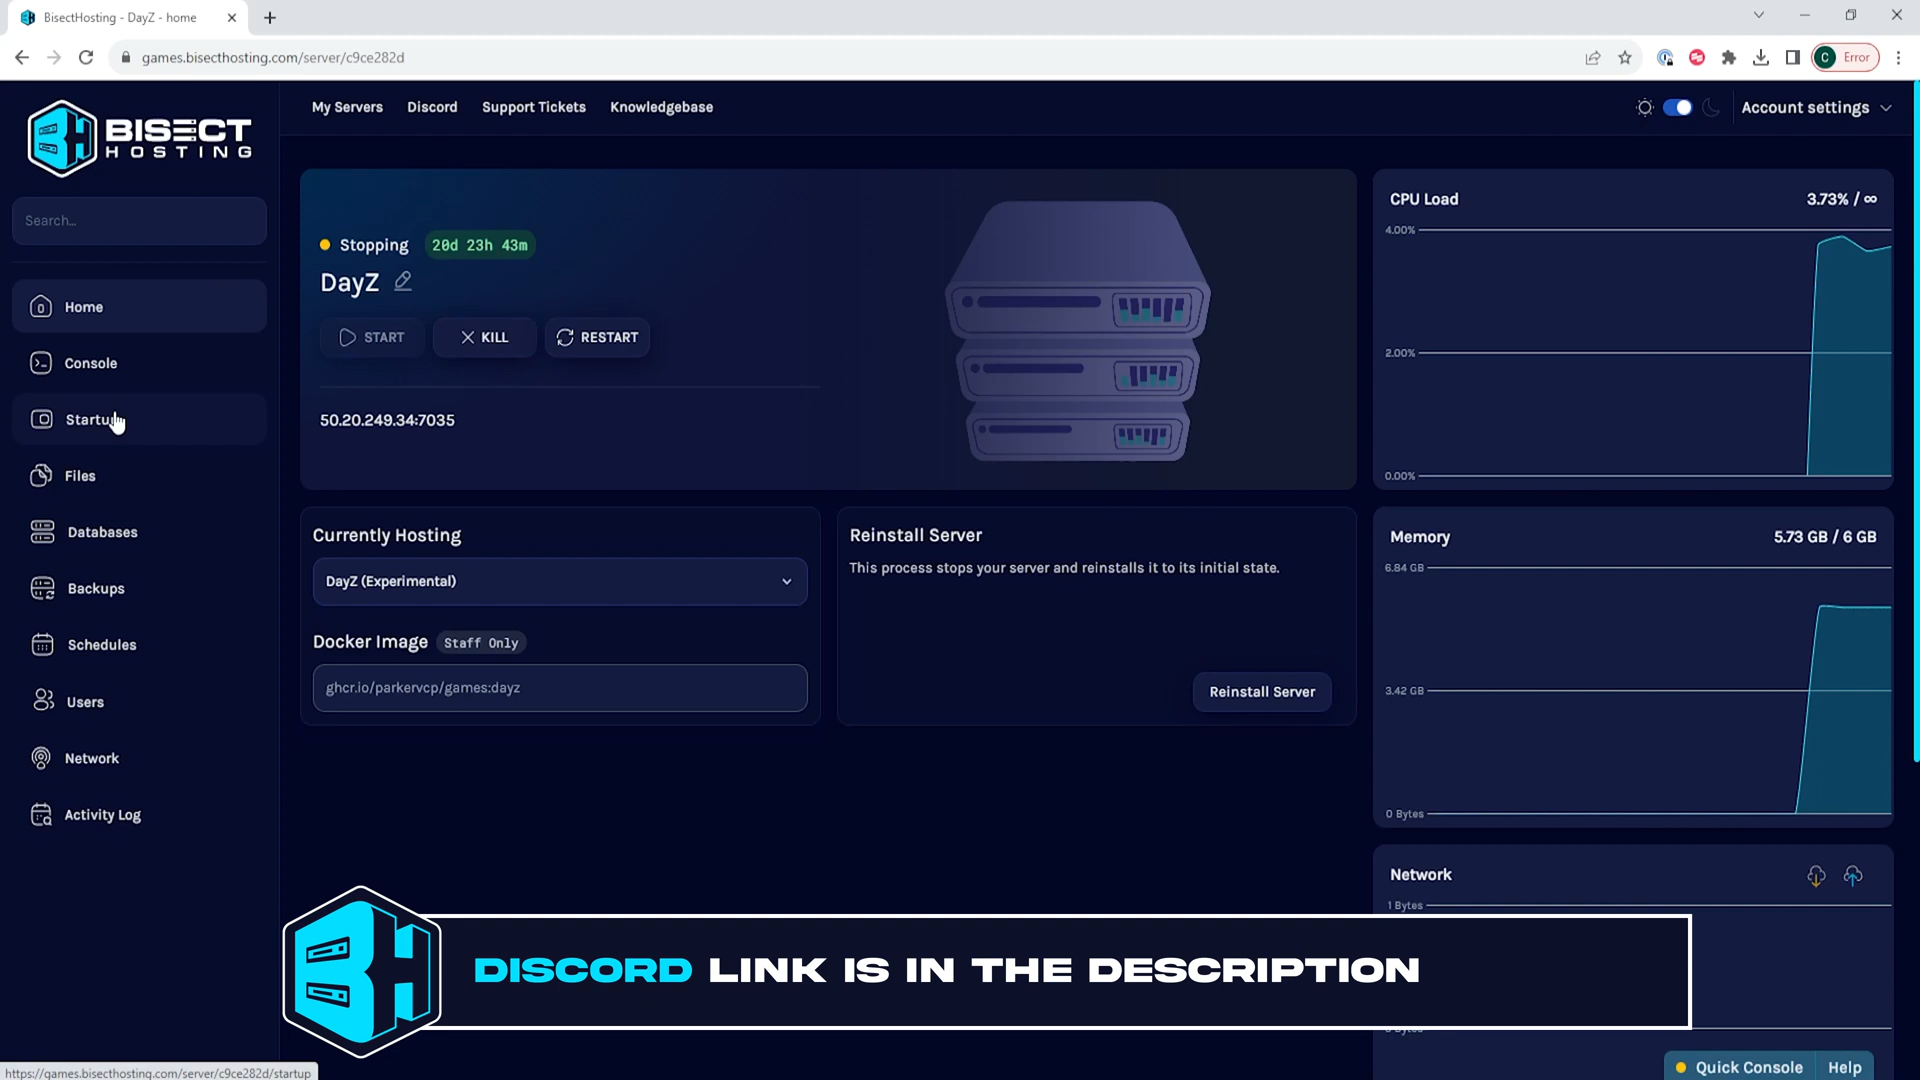 BisectHosting - DayZ - home
games.bisecthosting.com/server/c9ce282d
C Error
BISECT
HOSTING
My Servers Discord Support Tickets Knowledgebase
Account settings
Search...
Home
Console
Startup
Files
Databases
Backups
Schedules
Users
Network
Activity Log
Stopping 20d 23h 43m
DayZ
START KILL RESTART
50.20.249.34:7035
Currently Hosting
DayZ (Experimental)
Docker Image Staff Only
ghcr.io/parkervcp/games:dayz
Reinstall Server
This process stops your server and reinstalls it to its initial state.
Reinstall Server
CPU Load 3.73% / ∞
4.00%
2.00%
0.00%
Memory 5.73 GB / 6 GB
6.84 GB
3.42 GB
0 Bytes
Network
1 Bytes
DISCORD LINK IS IN THE DESCRIPTION
Quick Console Help
https://games.bisecthosting.com/server/c9ce282d/startup